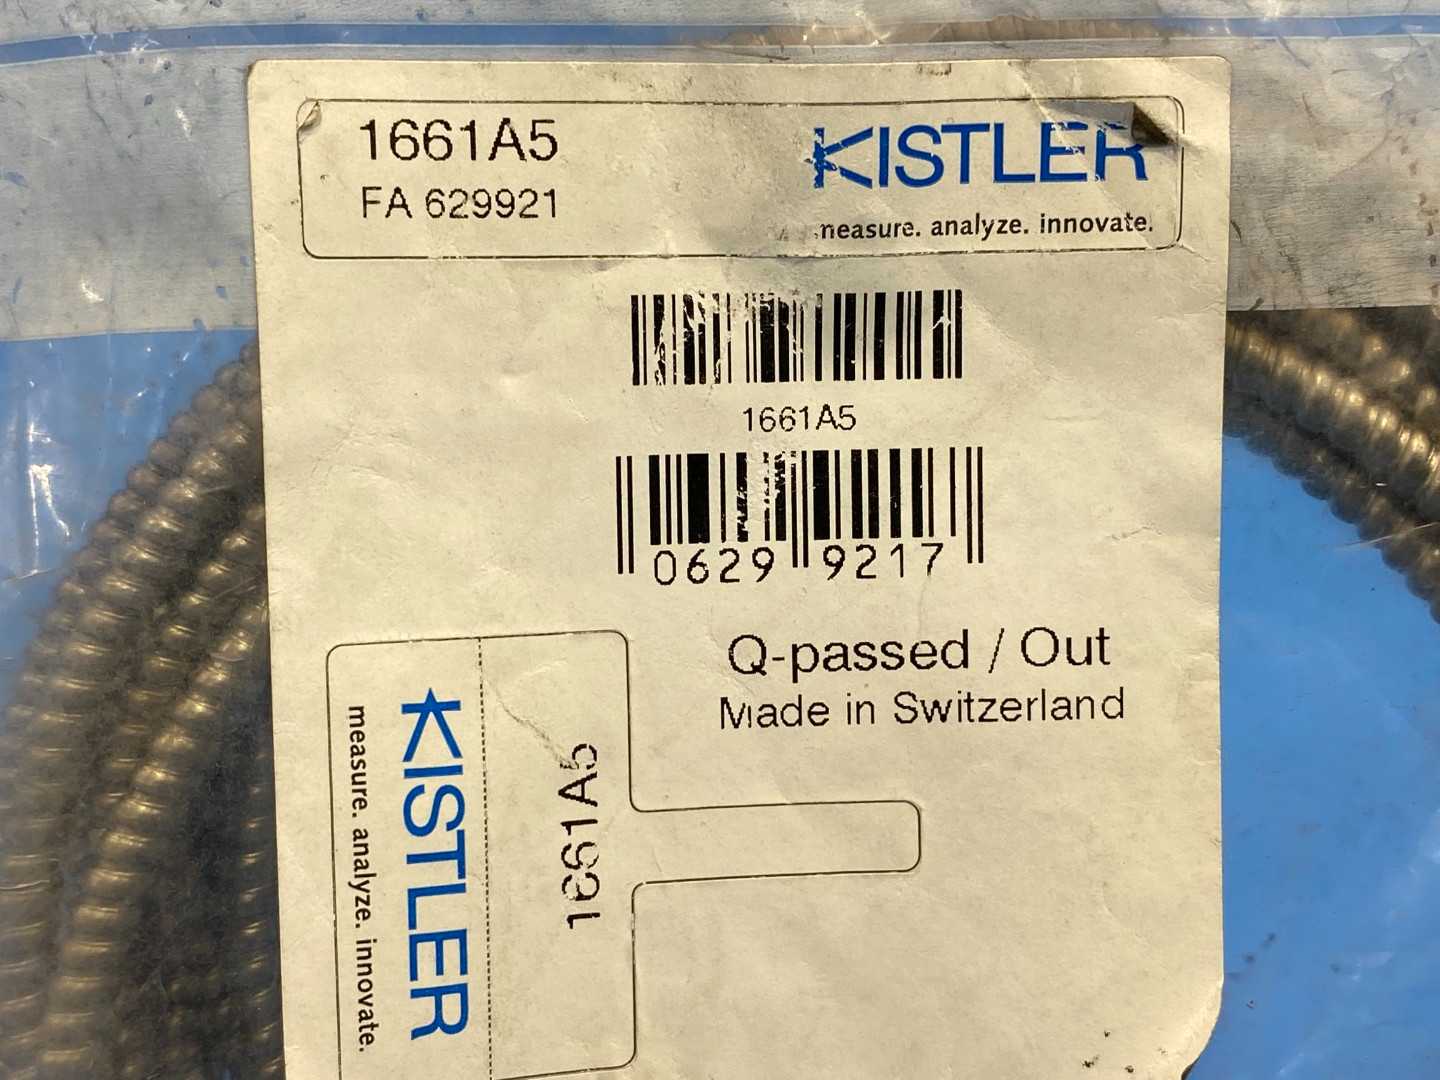 1661A5
FA 629921
KISTLER
measure. analyze. innovate.
1661A5
0629 9217
Q-passed / Out
Made in Switzerland
KISTLER
measure. analyze. innovate.
1661A5